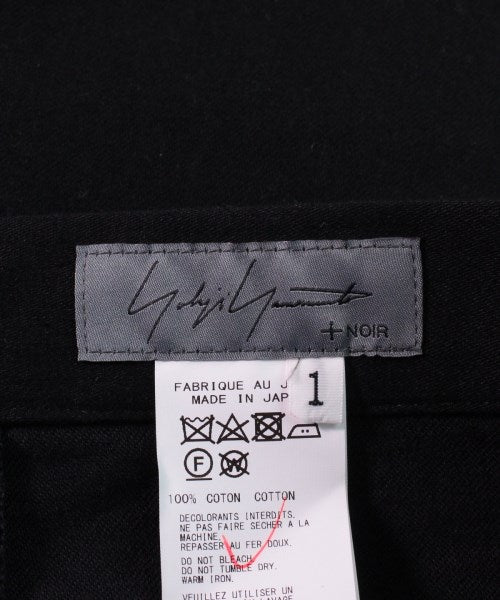 Yohji Yamamoto
+NOIR
1
FABRIQUE AU J
MADE IN JAP
F W
100% COTON COTTON
DECOLORANTS INTERDITS.
NE PAS FAIRE SECHER A LA
MACHINE.
REPASSER AU FER DOUX.
DO NOT BLEACH.
DO NOT TUMBLE DRY.
WARM IRON.
VEUILLEZ UTILISER UN
LAVAGE